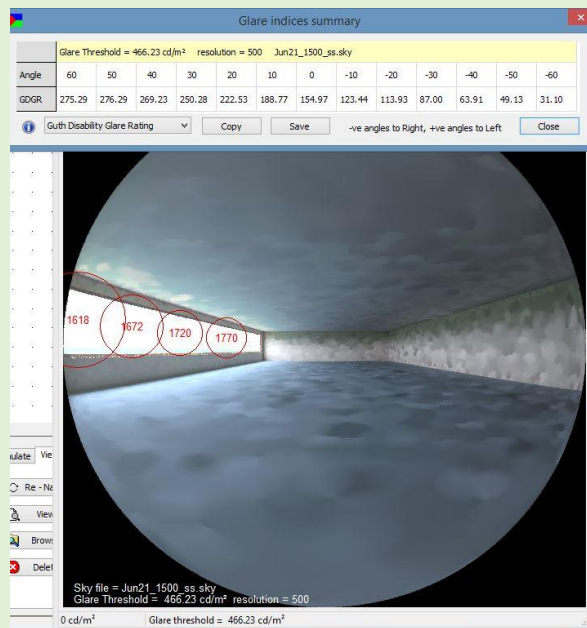 Glare indices summary
Glare Threshold = 466.23 cd/m² resolution = 500 Jun21_1500_ss.sky
Angle 60 50 40 30 20 10 0 -10 -20 -30 -40 -50 -60
GDGR 275.29 276.29 269.23 250.28 222.53 188.77 154.97 123.44 113.93 87.00 63.91 49.13 31.10
Guth Disability Glare Rating Copy Save -ve angles to Right, +ve angles to Left Close
1618 1672 1720 1770
ulate Vie
Re - Na
View
Brow
Delet
Sky file = Jun21_1500_ss.sky
Glare Threshold = 466.23 cd/m² resolution = 500
0 cd/m² Glare threshold = 466.23 cd/m²